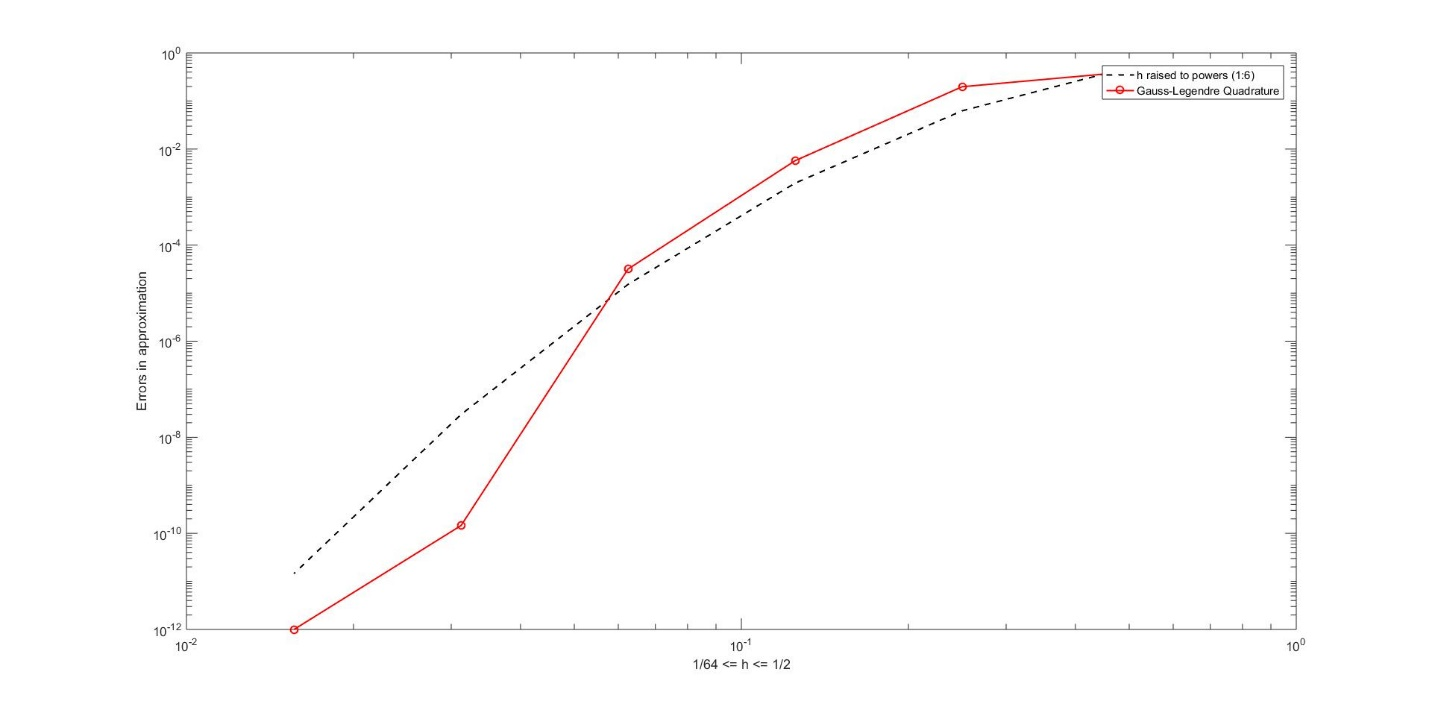 10^0
10^-2
10^-4
10^-6
10^-8
10^-10
10^-12
Errors in approximation
h raised to powers (1:6)
Gauss-Legendre Quadrature
10^-2
10^-1
10^0
1/64 <= h <= 1/2